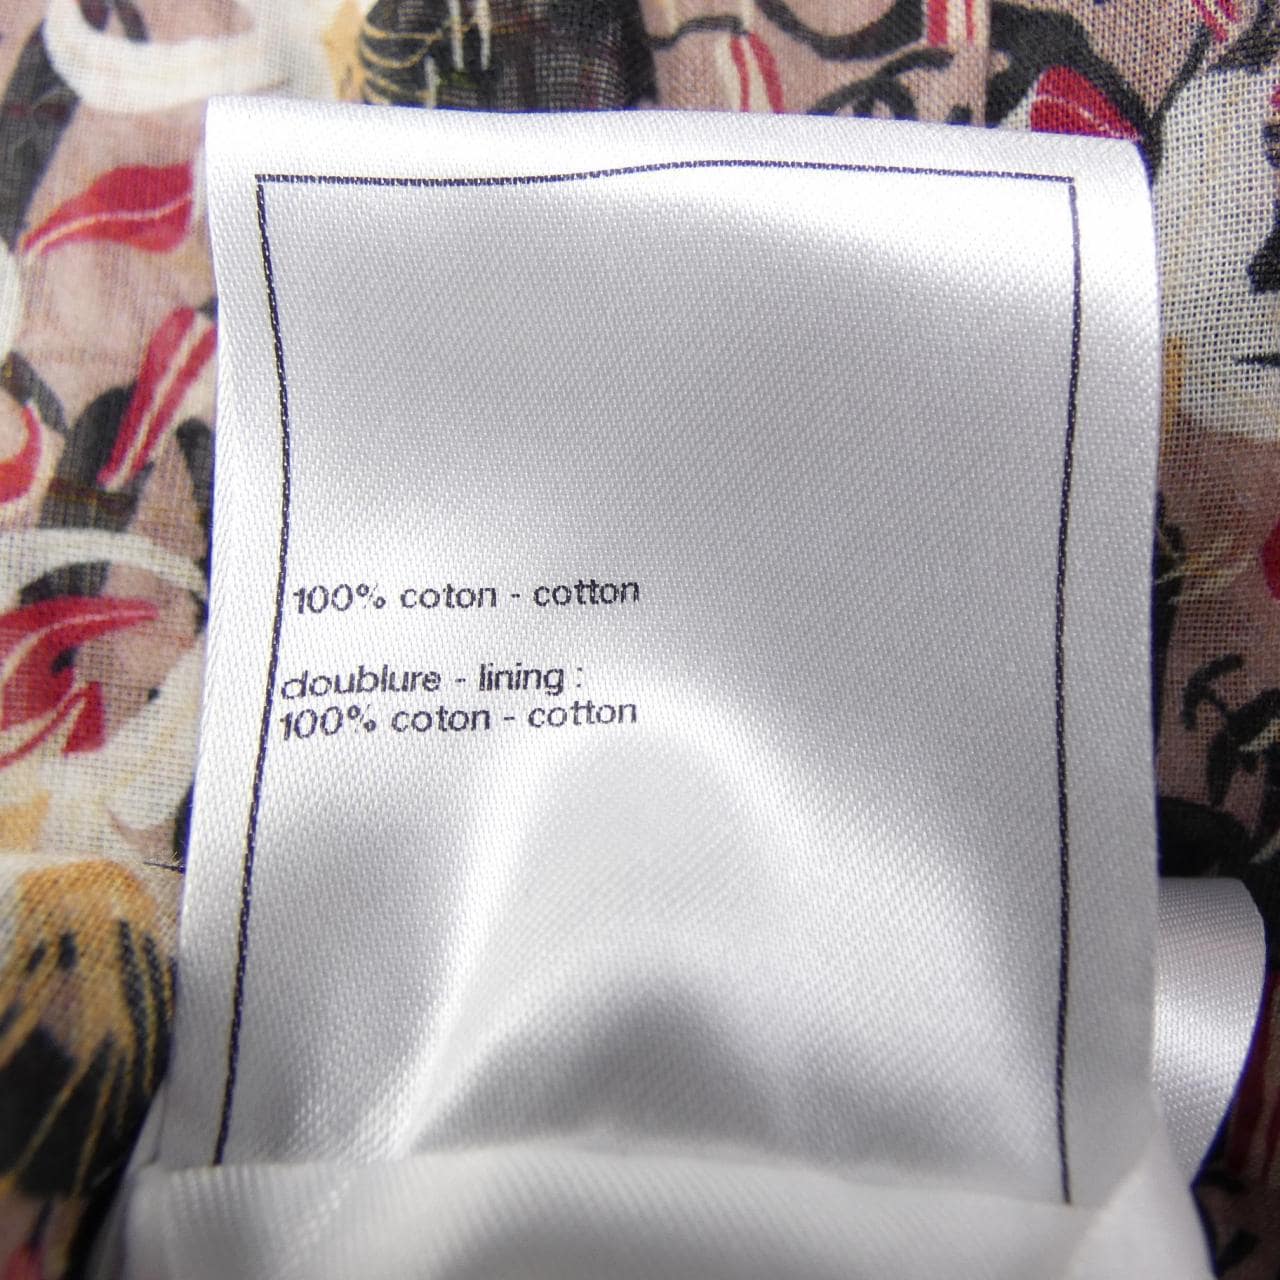 100% coton - cotton
doublure - lining :
100% coton - cotton